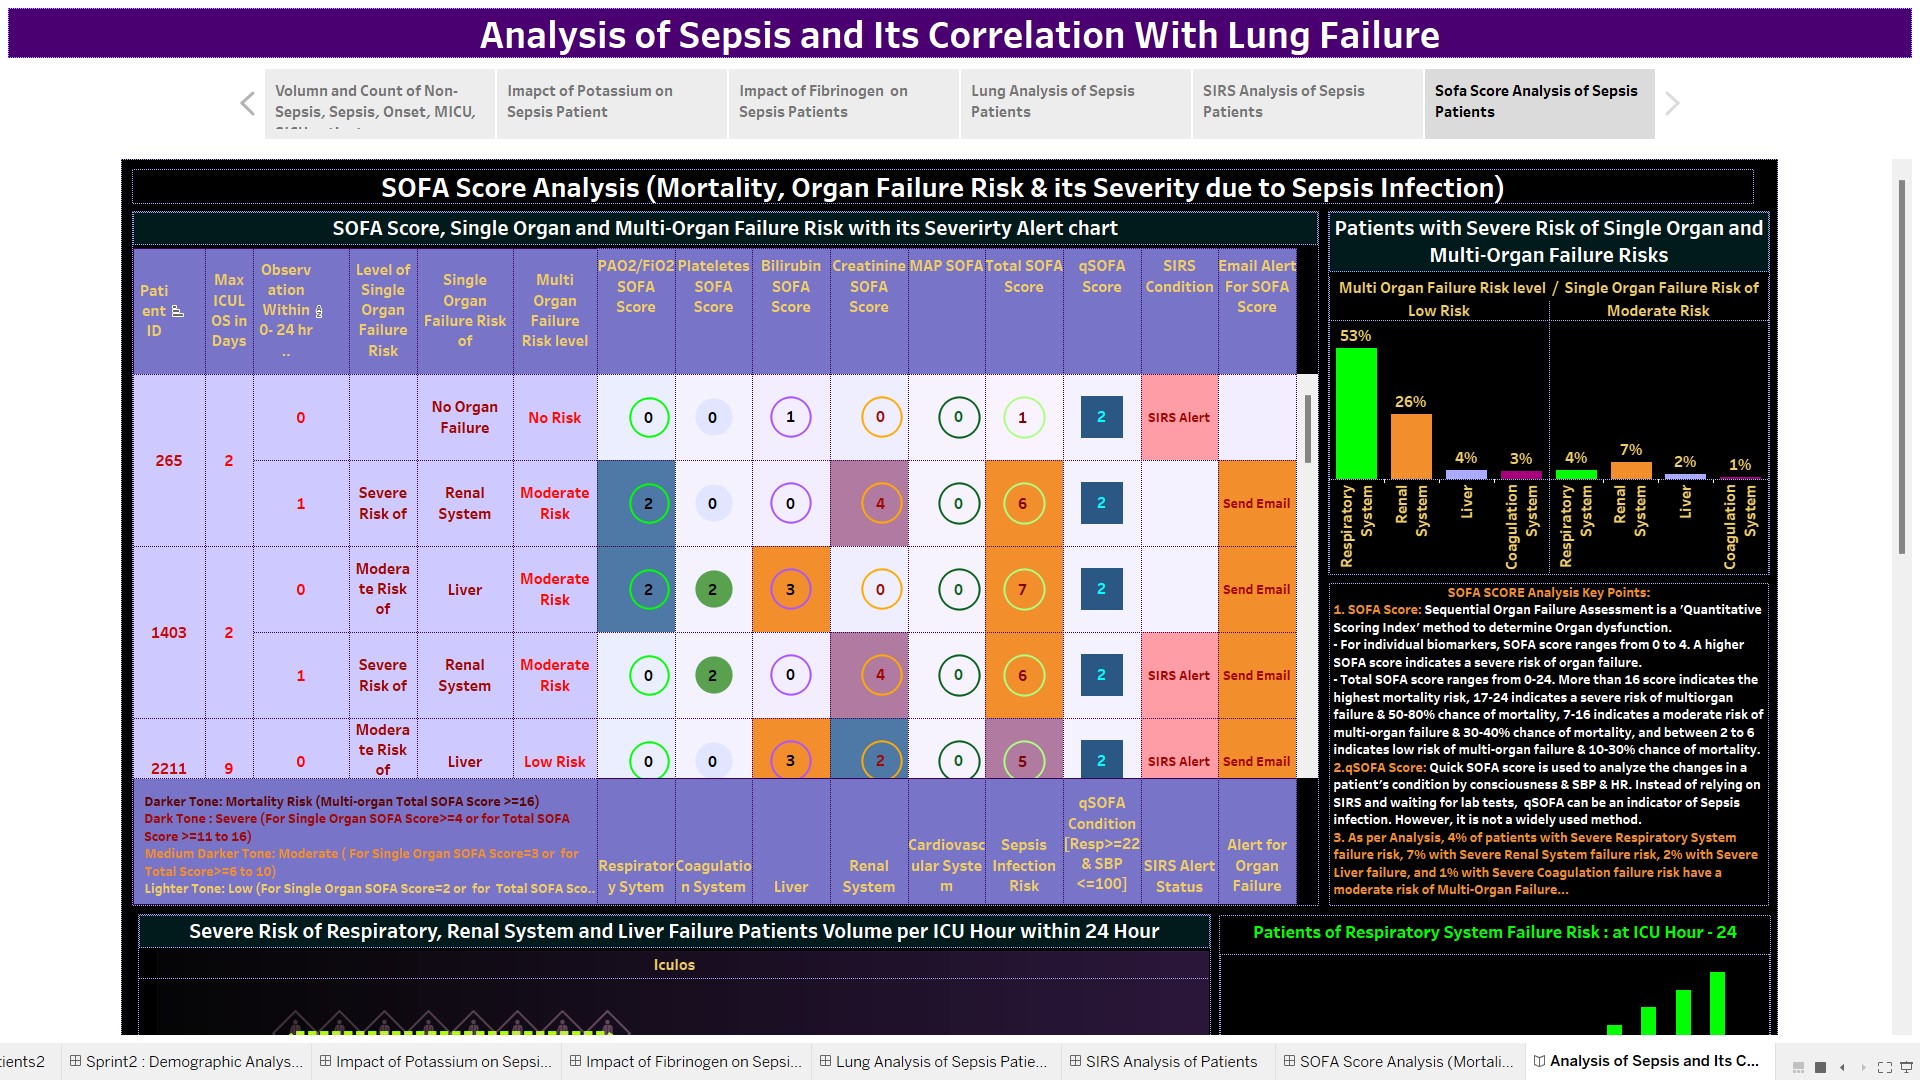 Analysis of Sepsis and Its Correlation With Lung Failure
Volumn and Count of Non-
Sepsis, Sepsis, Onset, MICU,
Imapct of Potassium on
Sepsis Patient
Impact of Fibrinogen on
Sepsis Patients
Lung Analysis of Sepsis
Patients
SIRS Analysis of Sepsis
Patients
Sofa Score Analysis of Sepsis
Patients
SOFA Score Analysis (Mortality, Organ Failure Risk & its Severity due to Sepsis Infection)
SOFA Score, Single Organ and Multi-Organ Failure Risk with its Severirty Alert chart
Pati
ent
ID
Max
ICUL
OS in
Days
Observ
ation
Within
0- 24 hr
..
Level of
Single
Organ
Failure
Risk
Single
Organ
Failure Risk
of
Multi
Organ
Failure
Risk level
PAO2/FiO2
SOFA
Score
Plateletes
SOFA
Score
Bilirubin
SOFA
Score
Creatinine
SOFA
Score
MAP SOFA
Total SOFA
Score
qSOFA
Score
SIRS
Condition
Email Alert
For SOFA
Score
265
2
0
No Organ
Failure
No Risk
0
0
1
0
0
1
2
SIRS Alert
1
Severe
Risk of
Renal
System
Moderate
Risk
2
0
0
4
0
6
2
Send Email
1403
2
0
Modera
te Risk
of
Liver
Moderate
Risk
2
2
3
0
0
7
2
Send Email
1
Severe
Risk of
Renal
System
Moderate
Risk
0
2
0
4
0
6
2
SIRS Alert
Send Email
2211
9
0
Modera
te Risk
of
Liver
Low Risk
0
0
3
2
0
5
2
SIRS Alert
Send Email
Darker Tone: Mortality Risk (Multi-organ Total SOFA Score >=16)
Dark Tone : Severe (For Single Organ SOFA Score>=4 or for Total SOFA
Score >=11 to 16)
Medium Darker Tone: Moderate ( For Single Organ SOFA Score=3 or for
Total Score>=6 to 10)
Lighter Tone: Low (For Single Organ SOFA Score=2 or for Total SOFA Sco..
Respirator
y Sytem
Coagulatio
n System
Liver
Renal
System
Cardiovasc
ular Syste
m
Sepsis
Infection
Risk
qSOFA
Condition
[Resp>=22
& SBP
<=100]
SIRS Alert
Status
Alert for
Organ
Failure
Patients with Severe Risk of Single Organ and
Multi-Organ Failure Risks
Multi Organ Failure Risk level / Single Organ Failure Risk of
Low Risk
Moderate Risk
53%
26%
4%
3%
4%
7%
2%
1%
Respiratory
System
Renal
System
Liver
Coagulation
System
Respiratory
System
Renal
System
Liver
Coagulation
System
SOFA SCORE Analysis Key Points:
1. SOFA Score: Sequential Organ Failure Assessment is a ‘Quantitative
Scoring Index’ method to determine Organ dysfunction.
- For individual biomarkers, SOFA score ranges from 0 to 4. A higher
SOFA score indicates a severe risk of organ failure.
- Total SOFA score ranges from 0-24. More than 16 score indicates the
highest mortality risk, 17-24 indicates a severe risk of multiorgan
failure & 50-80% chance of mortality, 7-16 indicates a moderate risk of
multi-organ failure & 30-40% chance of mortality, and between 2 to 6
indicates low risk of multi-organ failure & 10-30% chance of mortality.
2.qSOFA Score: Quick SOFA score is used to analyze the changes in a
patient’s condition by consciousness & SBP & HR. Instead of relying on
SIRS and waiting for lab tests, qSOFA can be an indicator of Sepsis
infection. However, it is not a widely used method.
3. As per Analysis, 4% of patients with Severe Respiratory System
failure risk, 7% with Severe Renal System failure risk, 2% with Severe
Liver failure, and 1% with Severe Coagulation failure risk have a
moderate risk of Multi-Organ Failure...
Severe Risk of Respiratory, Renal System and Liver Failure Patients Volume per ICU Hour within 24 Hour
Iculos
Patients of Respiratory System Failure Risk : at ICU Hour - 24
tients2
Sprint2 : Demographic Analys...
Impact of Potassium on Sepsi...
Impact of Fibrinogen on Sepsi...
Lung Analysis of Sepsis Patie...
SIRS Analysis of Patients
SOFA Score Analysis (Mortali...
Analysis of Sepsis and Its C...